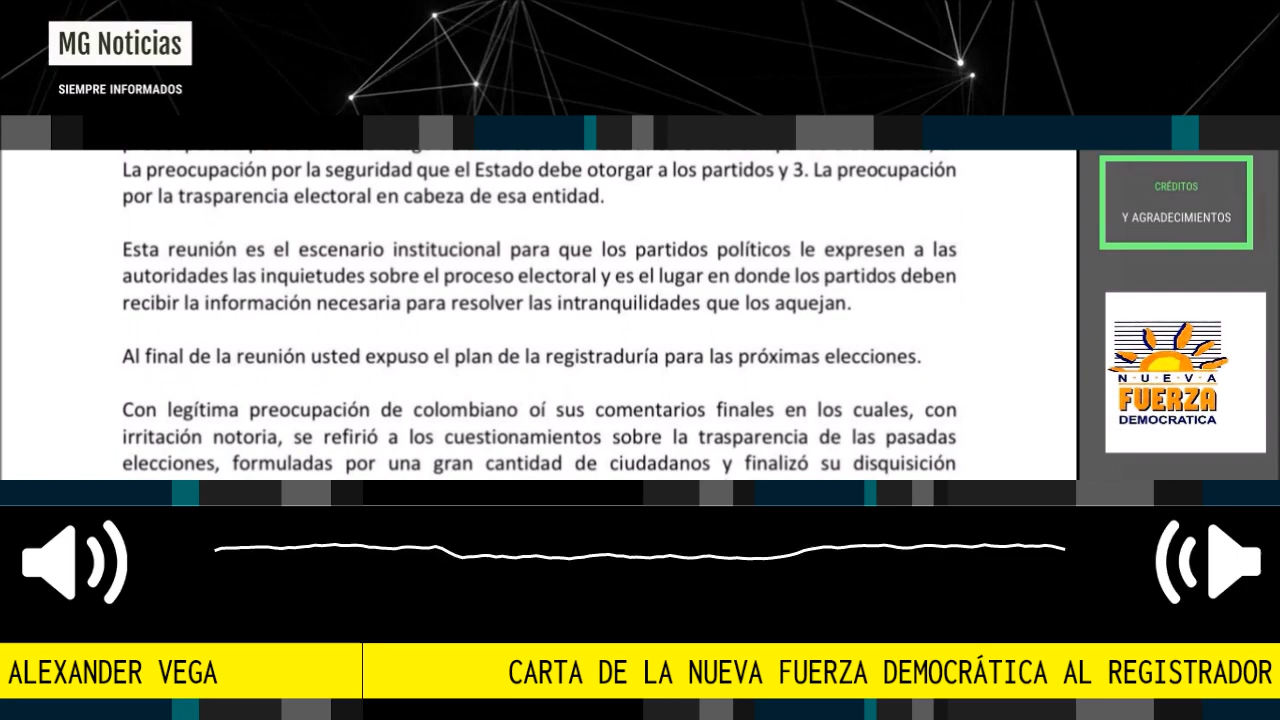 MG Noticias
SIEMPRE INFORMADOS
La preocupación por la seguridad que el Estado debe otorgar a los partidos y 3. La preocupación
por la trasparencia electoral en cabeza de esa entidad.
Esta reunión es el escenario institucional para que los partidos políticos le expresen a las
autoridades las inquietudes sobre el proceso electoral y es el lugar en donde los partidos deben
recibir la información necesaria para resolver las intranquilidades que los aquejan.
Al final de la reunión usted expuso el plan de la registraduría para las próximas elecciones.
Con legítima preocupación de colombiano oí sus comentarios finales en los cuales, con
irritación notoria, se refirió a los cuestionamientos sobre la trasparencia de las pasadas
elecciones, formuladas por una gran cantidad de ciudadanos y finalizó su disquisición
CRÉDITOS
Y AGRADECIMIENTOS
N·U·E·V·A
FUERZA
DEMOCRATICA
ALEXANDER VEGA
CARTA DE LA NUEVA FUERZA DEMOCRÁTICA AL REGISTRADOR